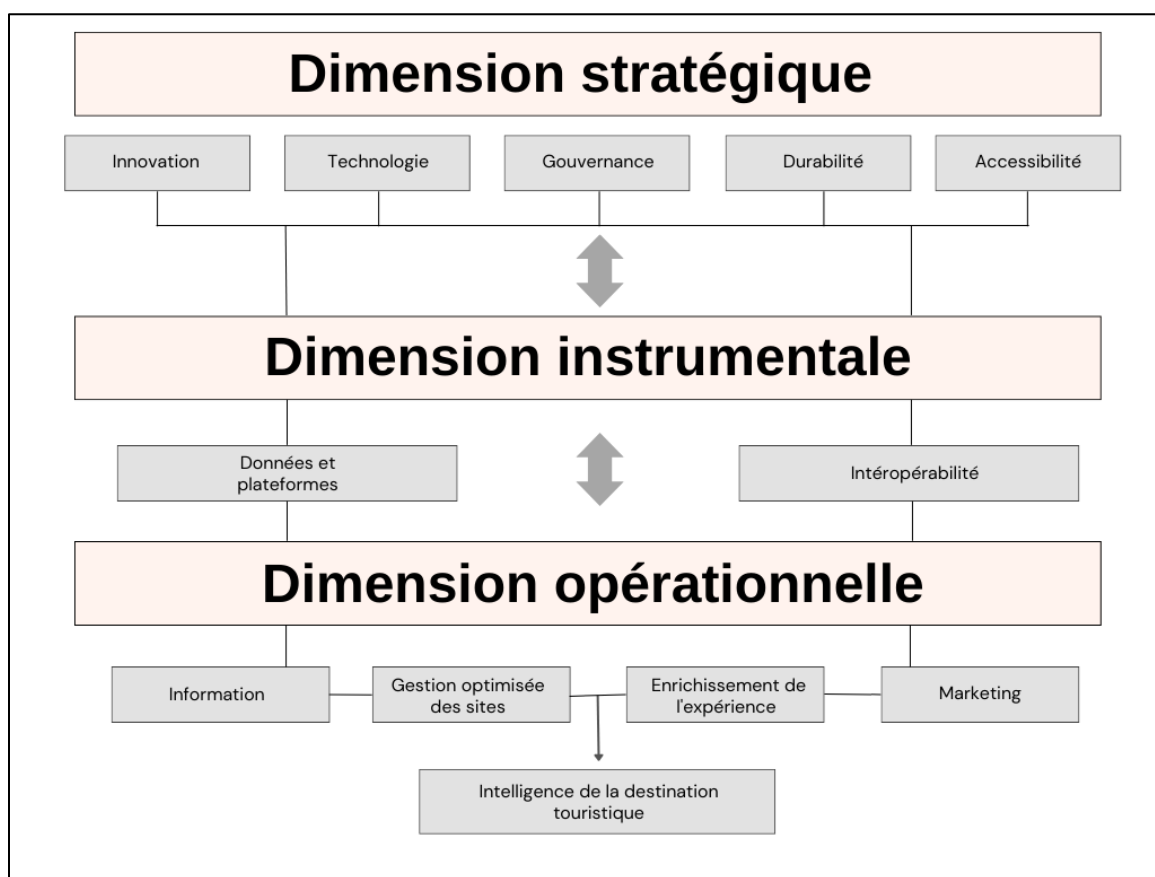 Dimension stratégique
Innovation
Technologie
Gouvernance
Durabilité
Accessibilité
Dimension instrumentale
Données et
plateformes
Intéropérabilité
Dimension opérationnelle
Information
Gestion optimisée
des sites
Enrichissement de
l'expérience
Marketing
Intelligence de la destination
touristique